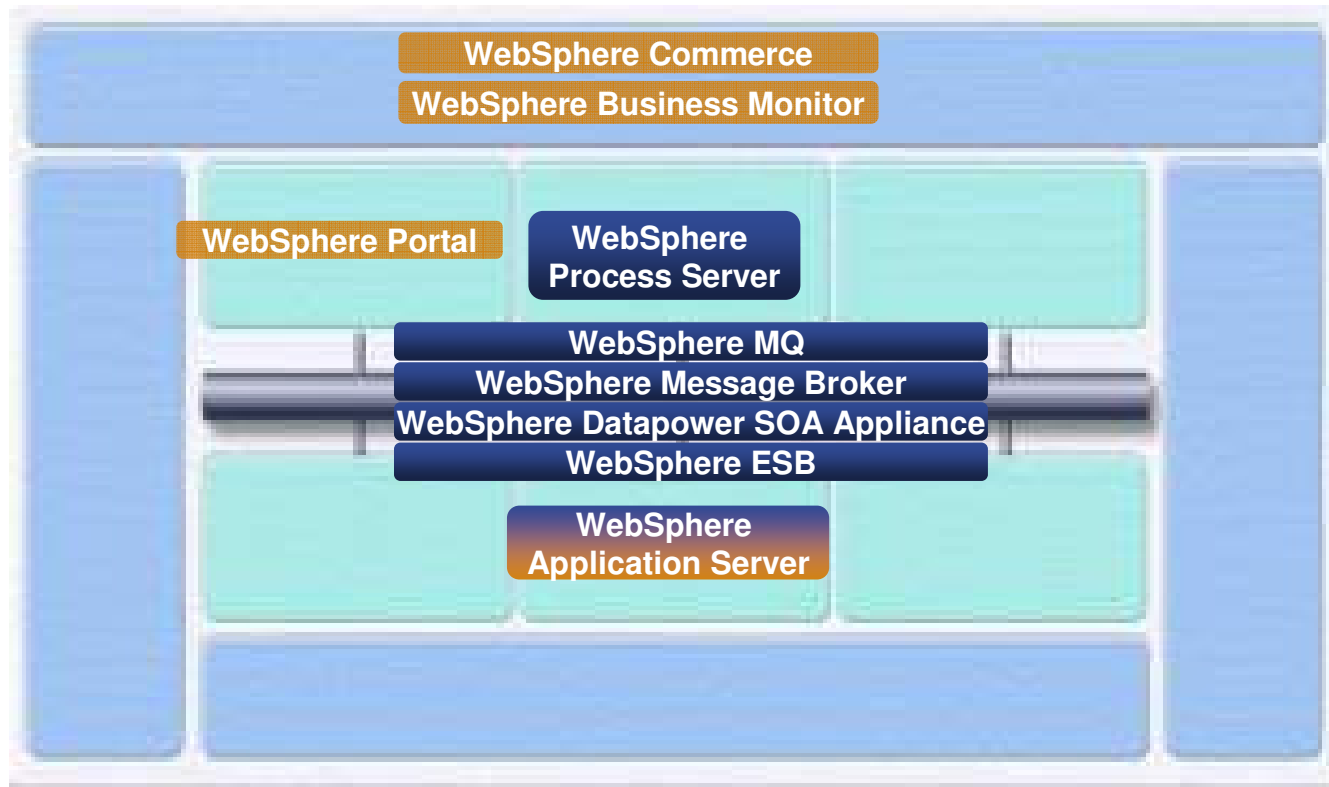 WebSphere Commerce
WebSphere Business Monitor
WebSphere Portal
WebSphere
Process Server
WebSphere MQ
WebSphere Message Broker
WebSphere Datapower SOA Appliance
WebSphere ESB
WebSphere
Application Server